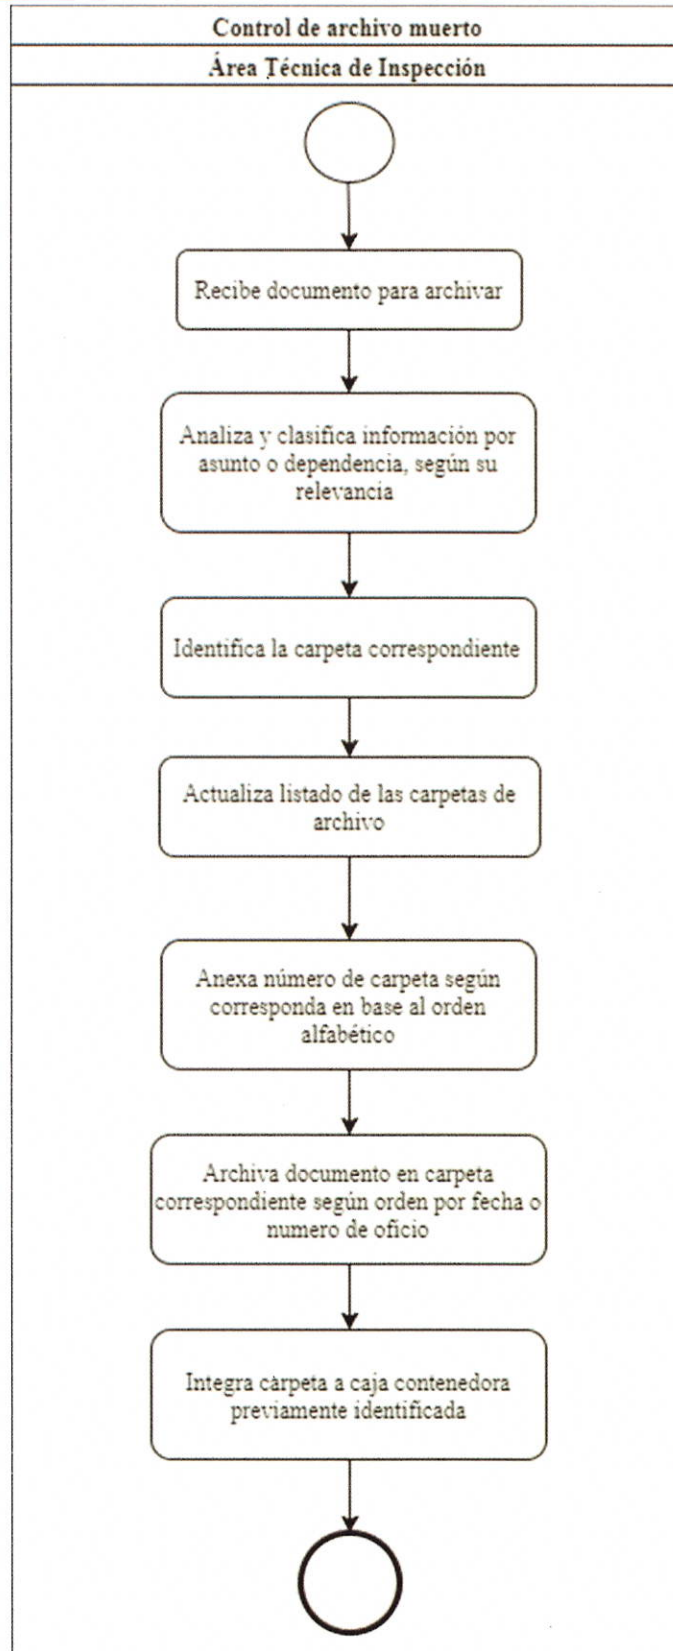 Control de archivo muerto
Área Técnica de Inspección
Recibe documento para archivar
Analiza y clasifica información por
asunto o dependencia, según su
relevancia
Identifica la carpeta correspondiente
Actualiza listado de las carpetas de
archivo
Anexa número de carpeta según
corresponda en base al orden
alfabético
Archiva documento en carpeta
correspondiente según orden por fecha o
numero de oficio
Integra carpeta a caja contenedora
previamente identificada